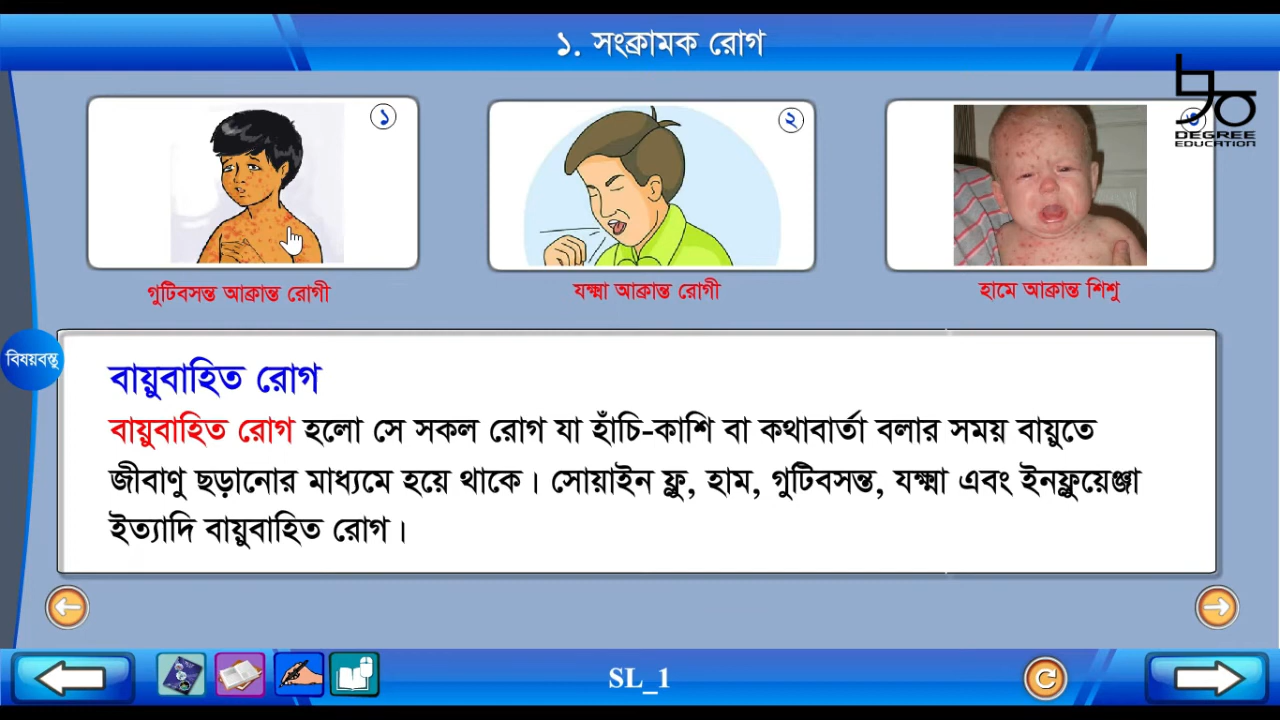 ১. সংক্রামক রোগ
১
২
৩
DEGREE
EDUCATION
গুটিবসন্ত আক্রান্ত রোগী
যক্ষ্মা আক্রান্ত রোগী
হামে আক্রান্ত শিশু
বিষয়বস্তু
বায়ুবাহিত রোগ
বায়ুবাহিত রোগ হলো সে সকল রোগ যা হাঁচি-কাশি বা কথাবার্তা বলার সময় বায়ুতে
জীবাণু ছড়ানোর মাধ্যমে হয়ে থাকে। সোয়াইন ফ্লু, হাম, গুটিবসন্ত, যক্ষ্মা এবং ইনফ্লুয়েঞ্জা
ইত্যাদি বায়ুবাহিত রোগ।
SL_1